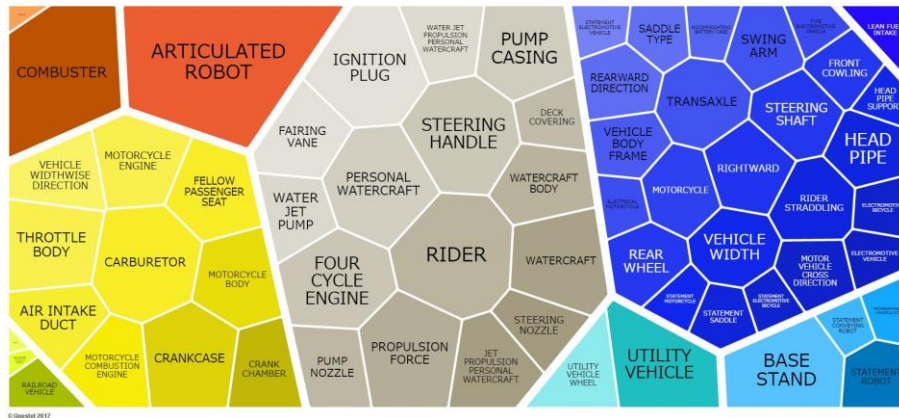 COMBUSTER
ARTICULATED
ROBOT
VEHICLE
WIDTHWISE
DIRECTION
MOTORCYCLE
ENGINE
FELLOW
PASSENGER
SEAT
THROTTLE
BODY
CARBURETOR
MOTORCYCLE
BODY
AIR INTAKE
DUCT
MOTORCYCLE
COMBUSTION
ENGINE
CRANKCASE
CRANK
CHAMBER
RAILROAD
VEHICLE
IGNITION
PLUG
WATER JET
PROPULSION
PERSONAL
WATERCRAFT
PUMP
CASING
FAIRING
VANE
STEERING
HANDLE
DECK
COVERING
PERSONAL
WATERCRAFT
WATERCRAFT
BODY
WATER
JET
PUMP
FOUR
CYCLE
ENGINE
RIDER
WATERCRAFT
PUMP
NOZZLE
PROPULSION
FORCE
JET
PROPULSION
PERSONAL
WATERCRAFT
STEERING
NOZZLE
STATEMENT
ELECTROMOTIVE
VEHICLE
SADDLE
TYPE
ACCOMMODATING
BATTERY CASE
SWING
ARM
TYPE
ELECTROMOTIVE
VEHICLE
LEAN FUEL
INTAKE
REARWARD
DIRECTION
TRANSAXLE
FRONT
COWLING
STEERING
SHAFT
HEAD
PIPE
SUPPORT
VEHICLE
BODY
FRAME
RIGHTWARD
HEAD
PIPE
ELECTRICAL
MOTORCYCLE
MOTORCYCLE
RIDER
STRADDLING
ELECTROMOTIVE
BICYCLE
REAR
WHEEL
VEHICLE
WIDTH
MOTOR
VEHICLE
CROSS
DIRECTION
ELECTROMOTIVE
VEHICLE
STATEMENT
MOTORCYCLE
STATEMENT
SADDLE
STATEMENT
ELECTROMOTIVE
BICYCLE
UTILITY
VEHICLE
WHEEL
UTILITY
VEHICLE
BASE
STAND
STATEMENT
CONVEYING
ROBOT
STATEMENT
ROBOT
© Questel 2017